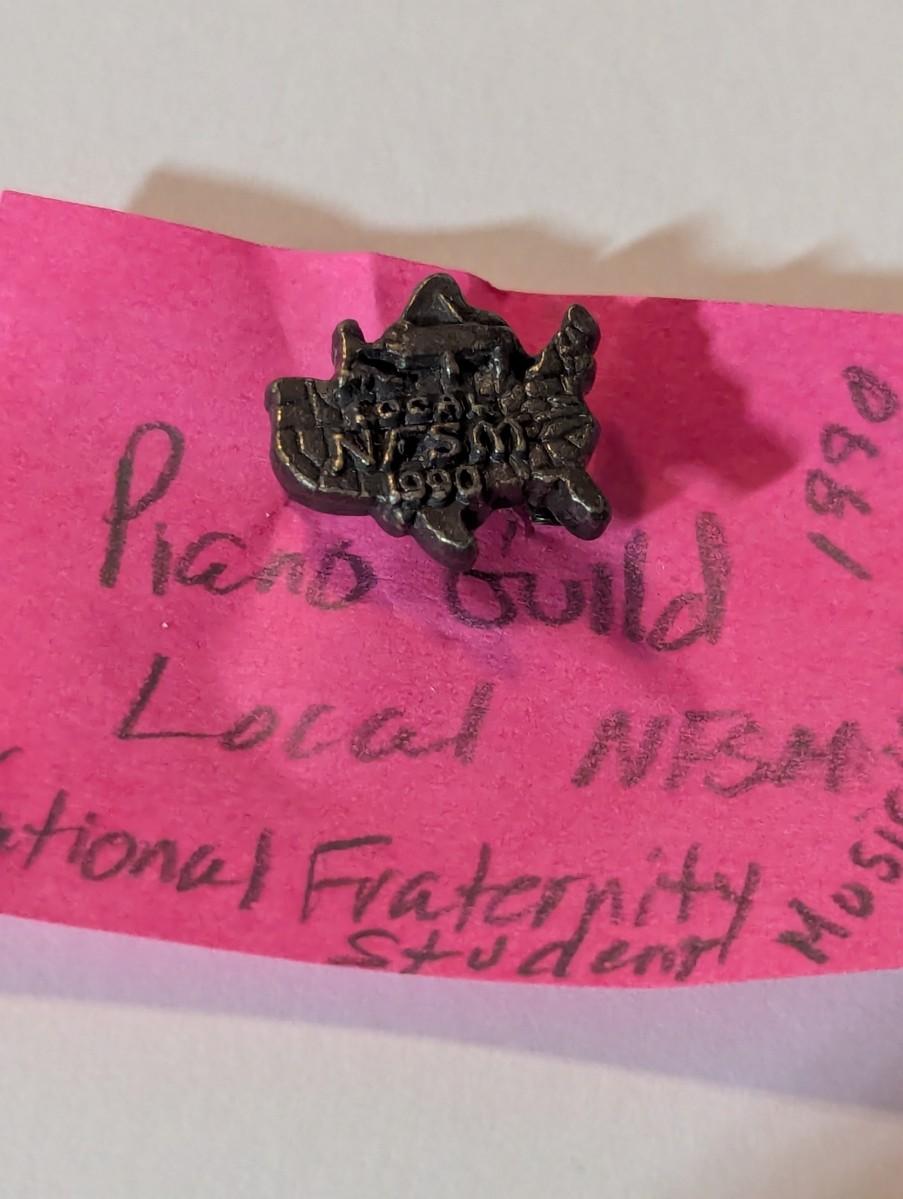 LOCAL
NFSM
1990
Piano Guild
1990
Local NFSM
ational Fraternity
Student
Music